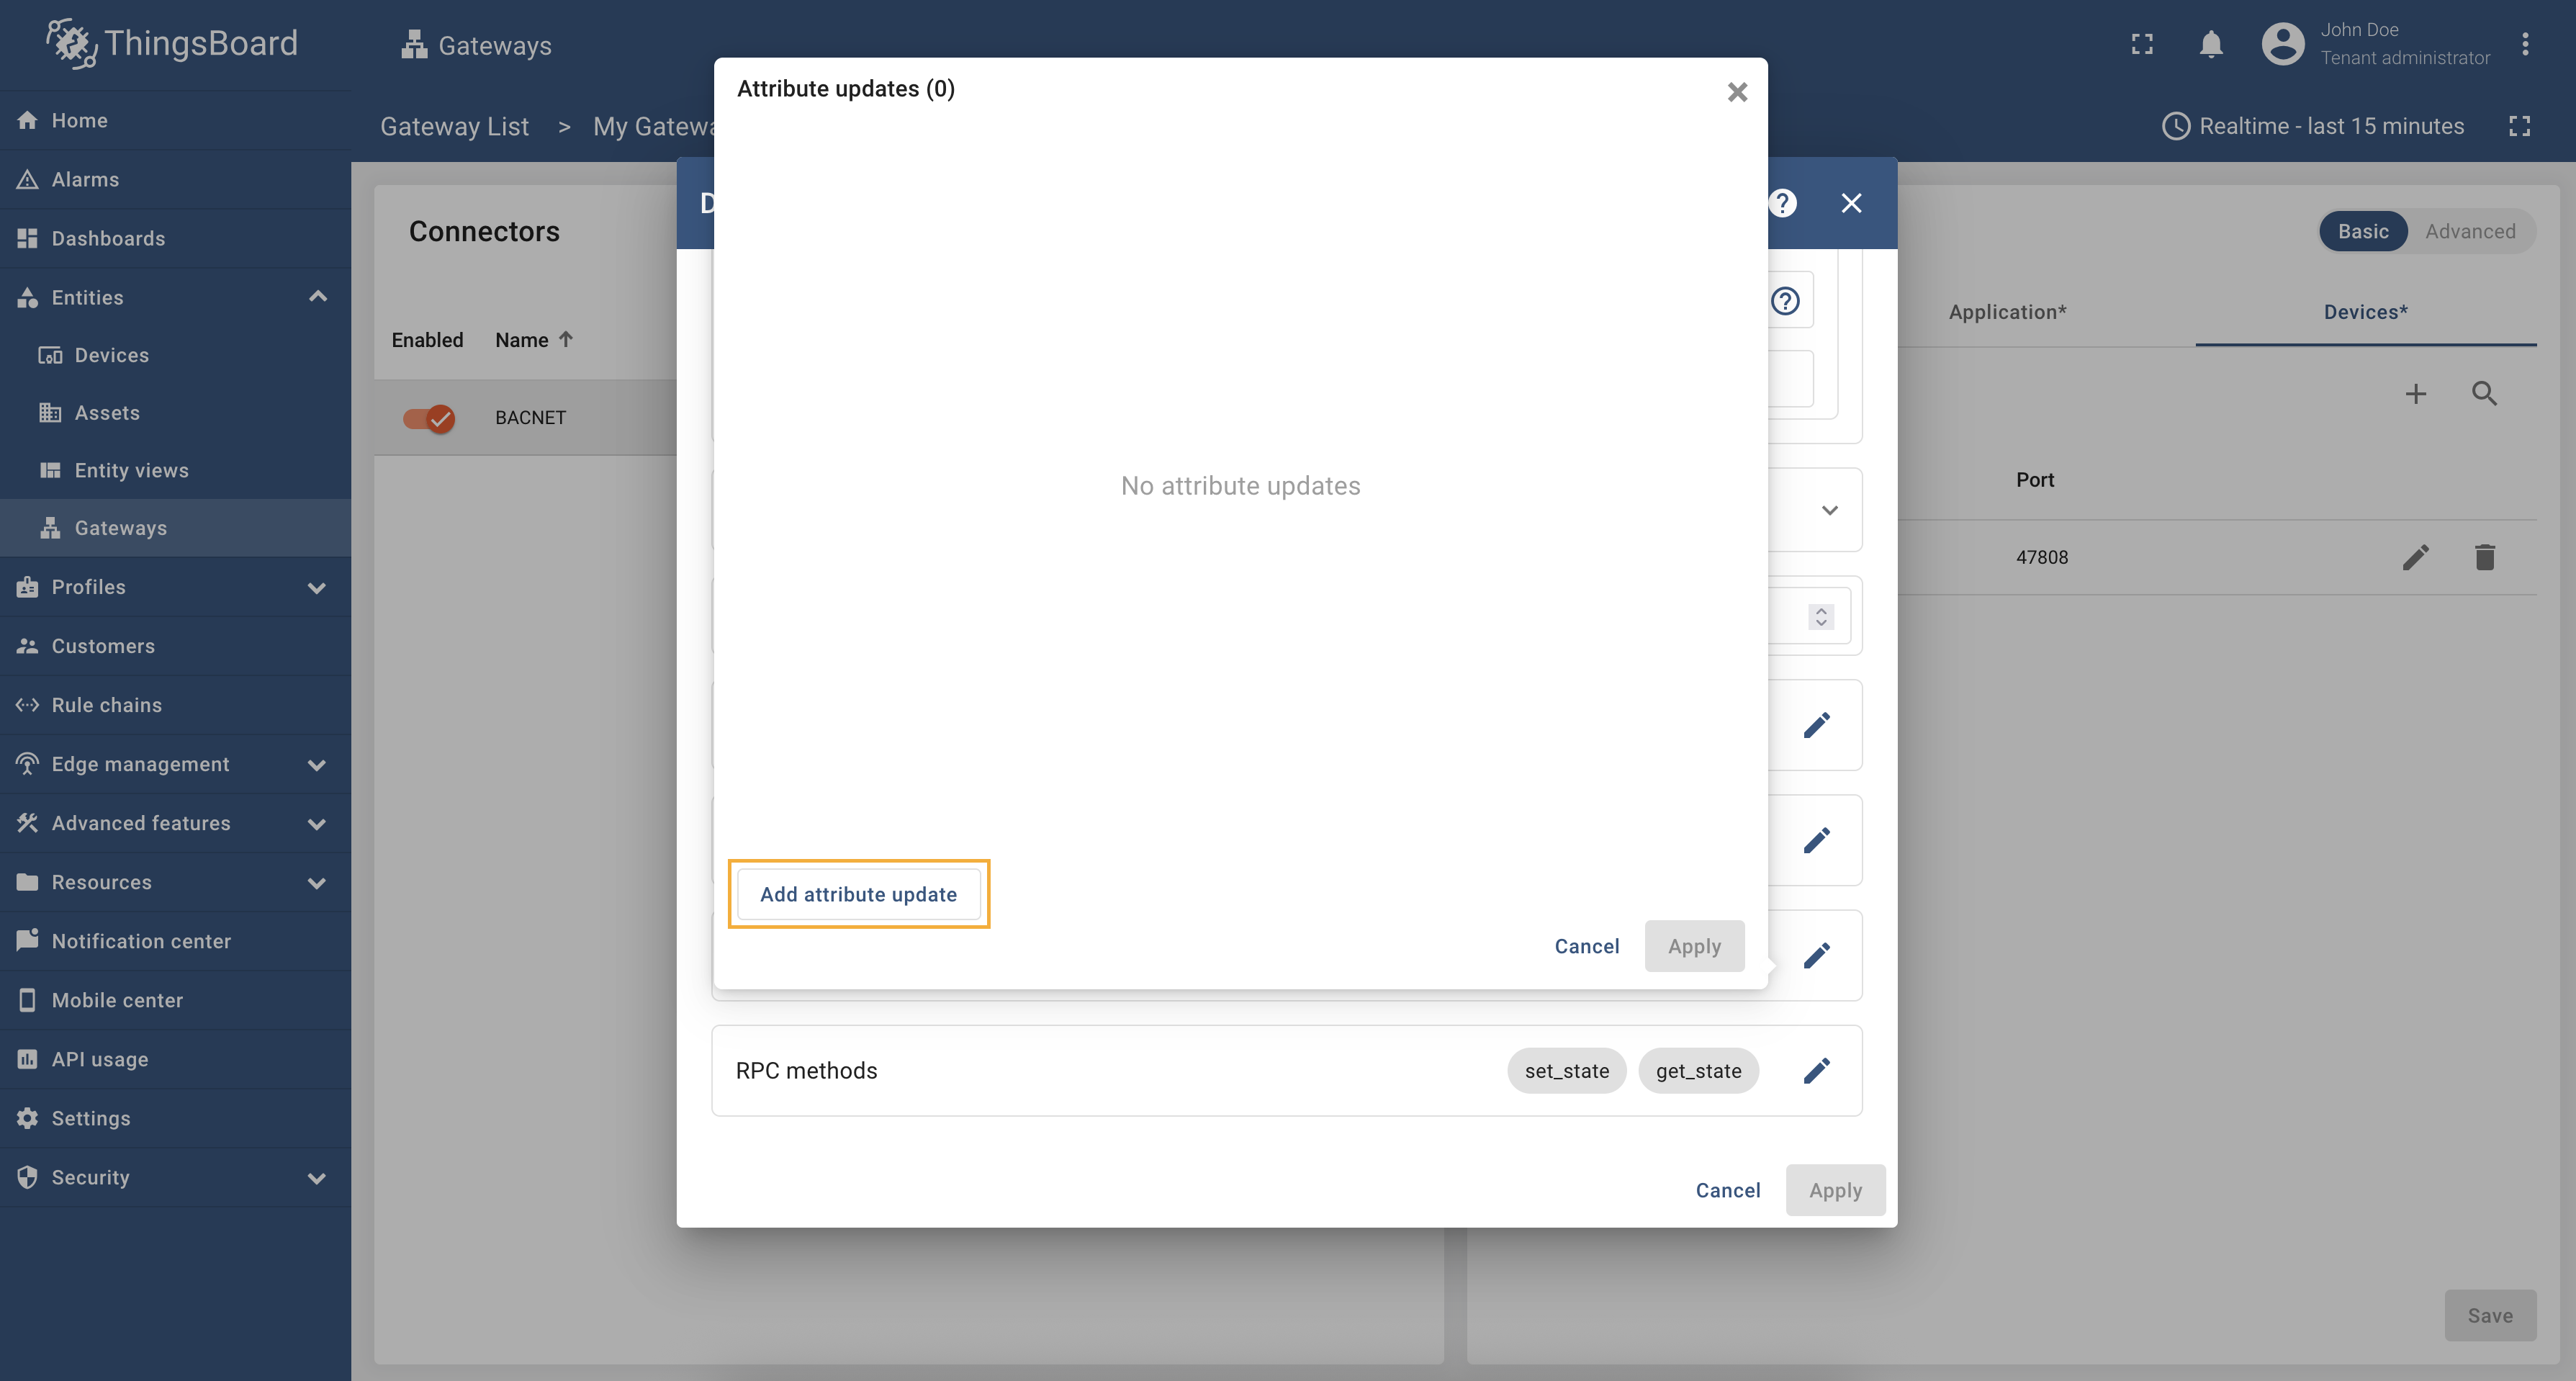 ThingsBoard
Gateways
John Doe
Tenant administrator
Home
Alarms
Dashboards
Entities
Devices
Assets
Entity views
Gateways
Profiles
Customers
Rule chains
Edge management
Advanced features
Resources
Notification center
Mobile center
API usage
Settings
Security
Gateway List > My Gatew
Realtime - last 15 minutes
Connectors
Enabled Name
BACNET
Basic Advanced
Application* Devices*
Port
47808
Save
D
Attribute updates (0)
No attribute updates
Add attribute update
Cancel Apply
RPC methods set_state get_state
Cancel Apply